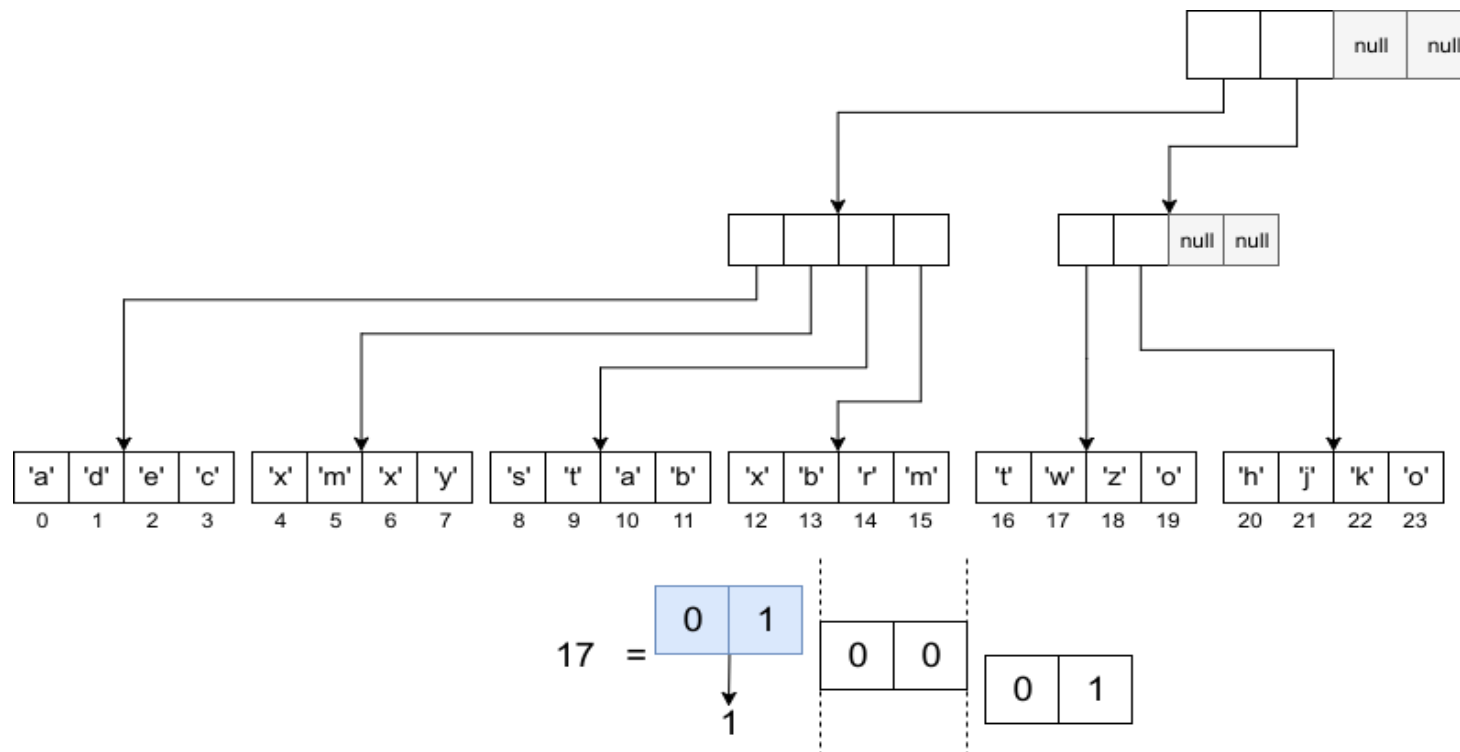 null null
null null
'a' 'd' 'e' 'c' 'x' 'm' 'x' 'y' 's' 't' 'a' 'b' 'x' 'b' 'r' 'm' 't' 'w' 'z' 'o' 'h' 'j' 'k' 'o'
0 1 2 3 4 5 6 7 8 9 10 11 12 13 14 15 16 17 18 19 20 21 22 23
17 = 0 1 0 0 0 1
1